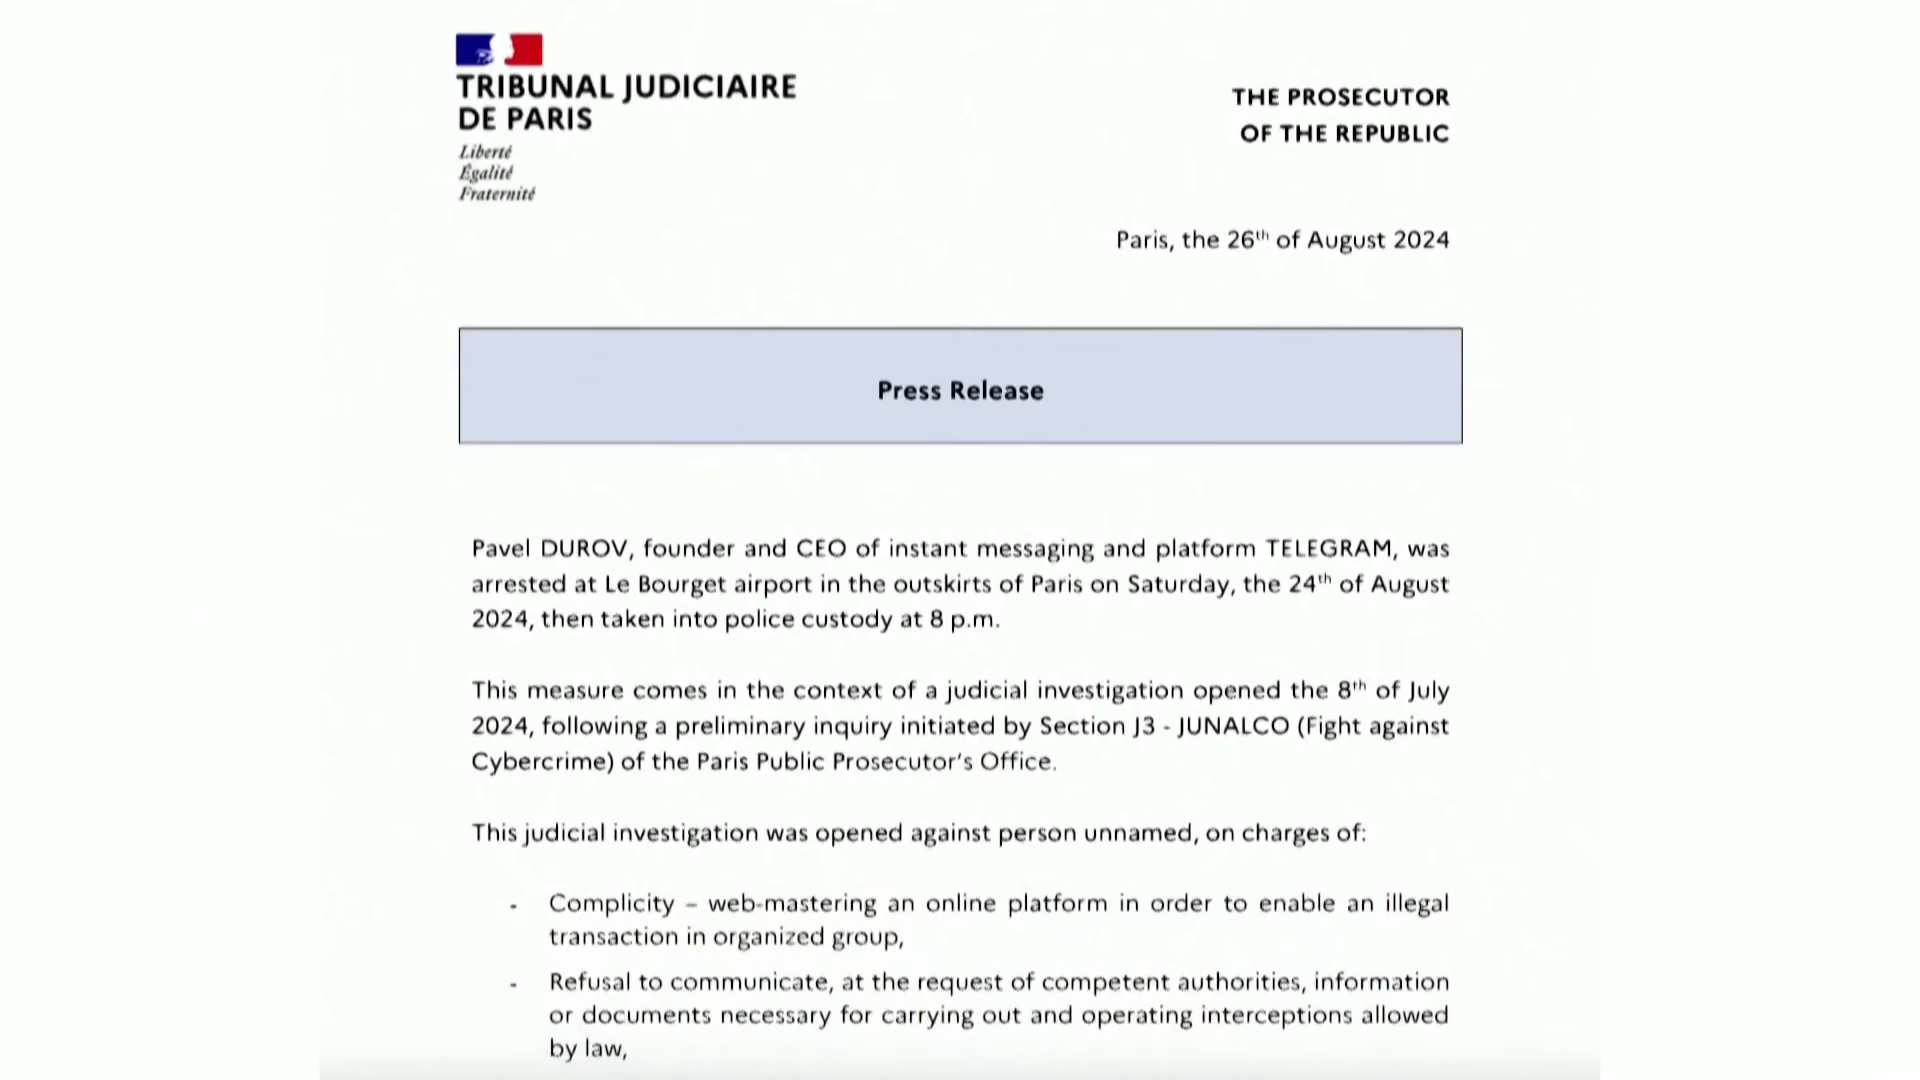 TRIBUNAL JUDICIAIRE
DE PARIS
Liberté
Égalité
Fraternité
THE PROSECUTOR
OF THE REPUBLIC
Paris, the 26th of August 2024
Press Release
Pavel DUROV, founder and CEO of instant messaging and platform TELEGRAM, was
arrested at Le Bourget airport in the outskirts of Paris on Saturday, the 24th of August
2024, then taken into police custody at 8 p.m.
This measure comes in the context of a judicial investigation opened the 8th of July
2024, following a preliminary inquiry initiated by Section J3 - JUNALCO (Fight against
Cybercrime) of the Paris Public Prosecutor's Office.
This judicial investigation was opened against person unnamed, on charges of:
- Complicity – web-mastering an online platform in order to enable an illegal
transaction in organized group,
- Refusal to communicate, at the request of competent authorities, information
or documents necessary for carrying out and operating interceptions allowed
by law,